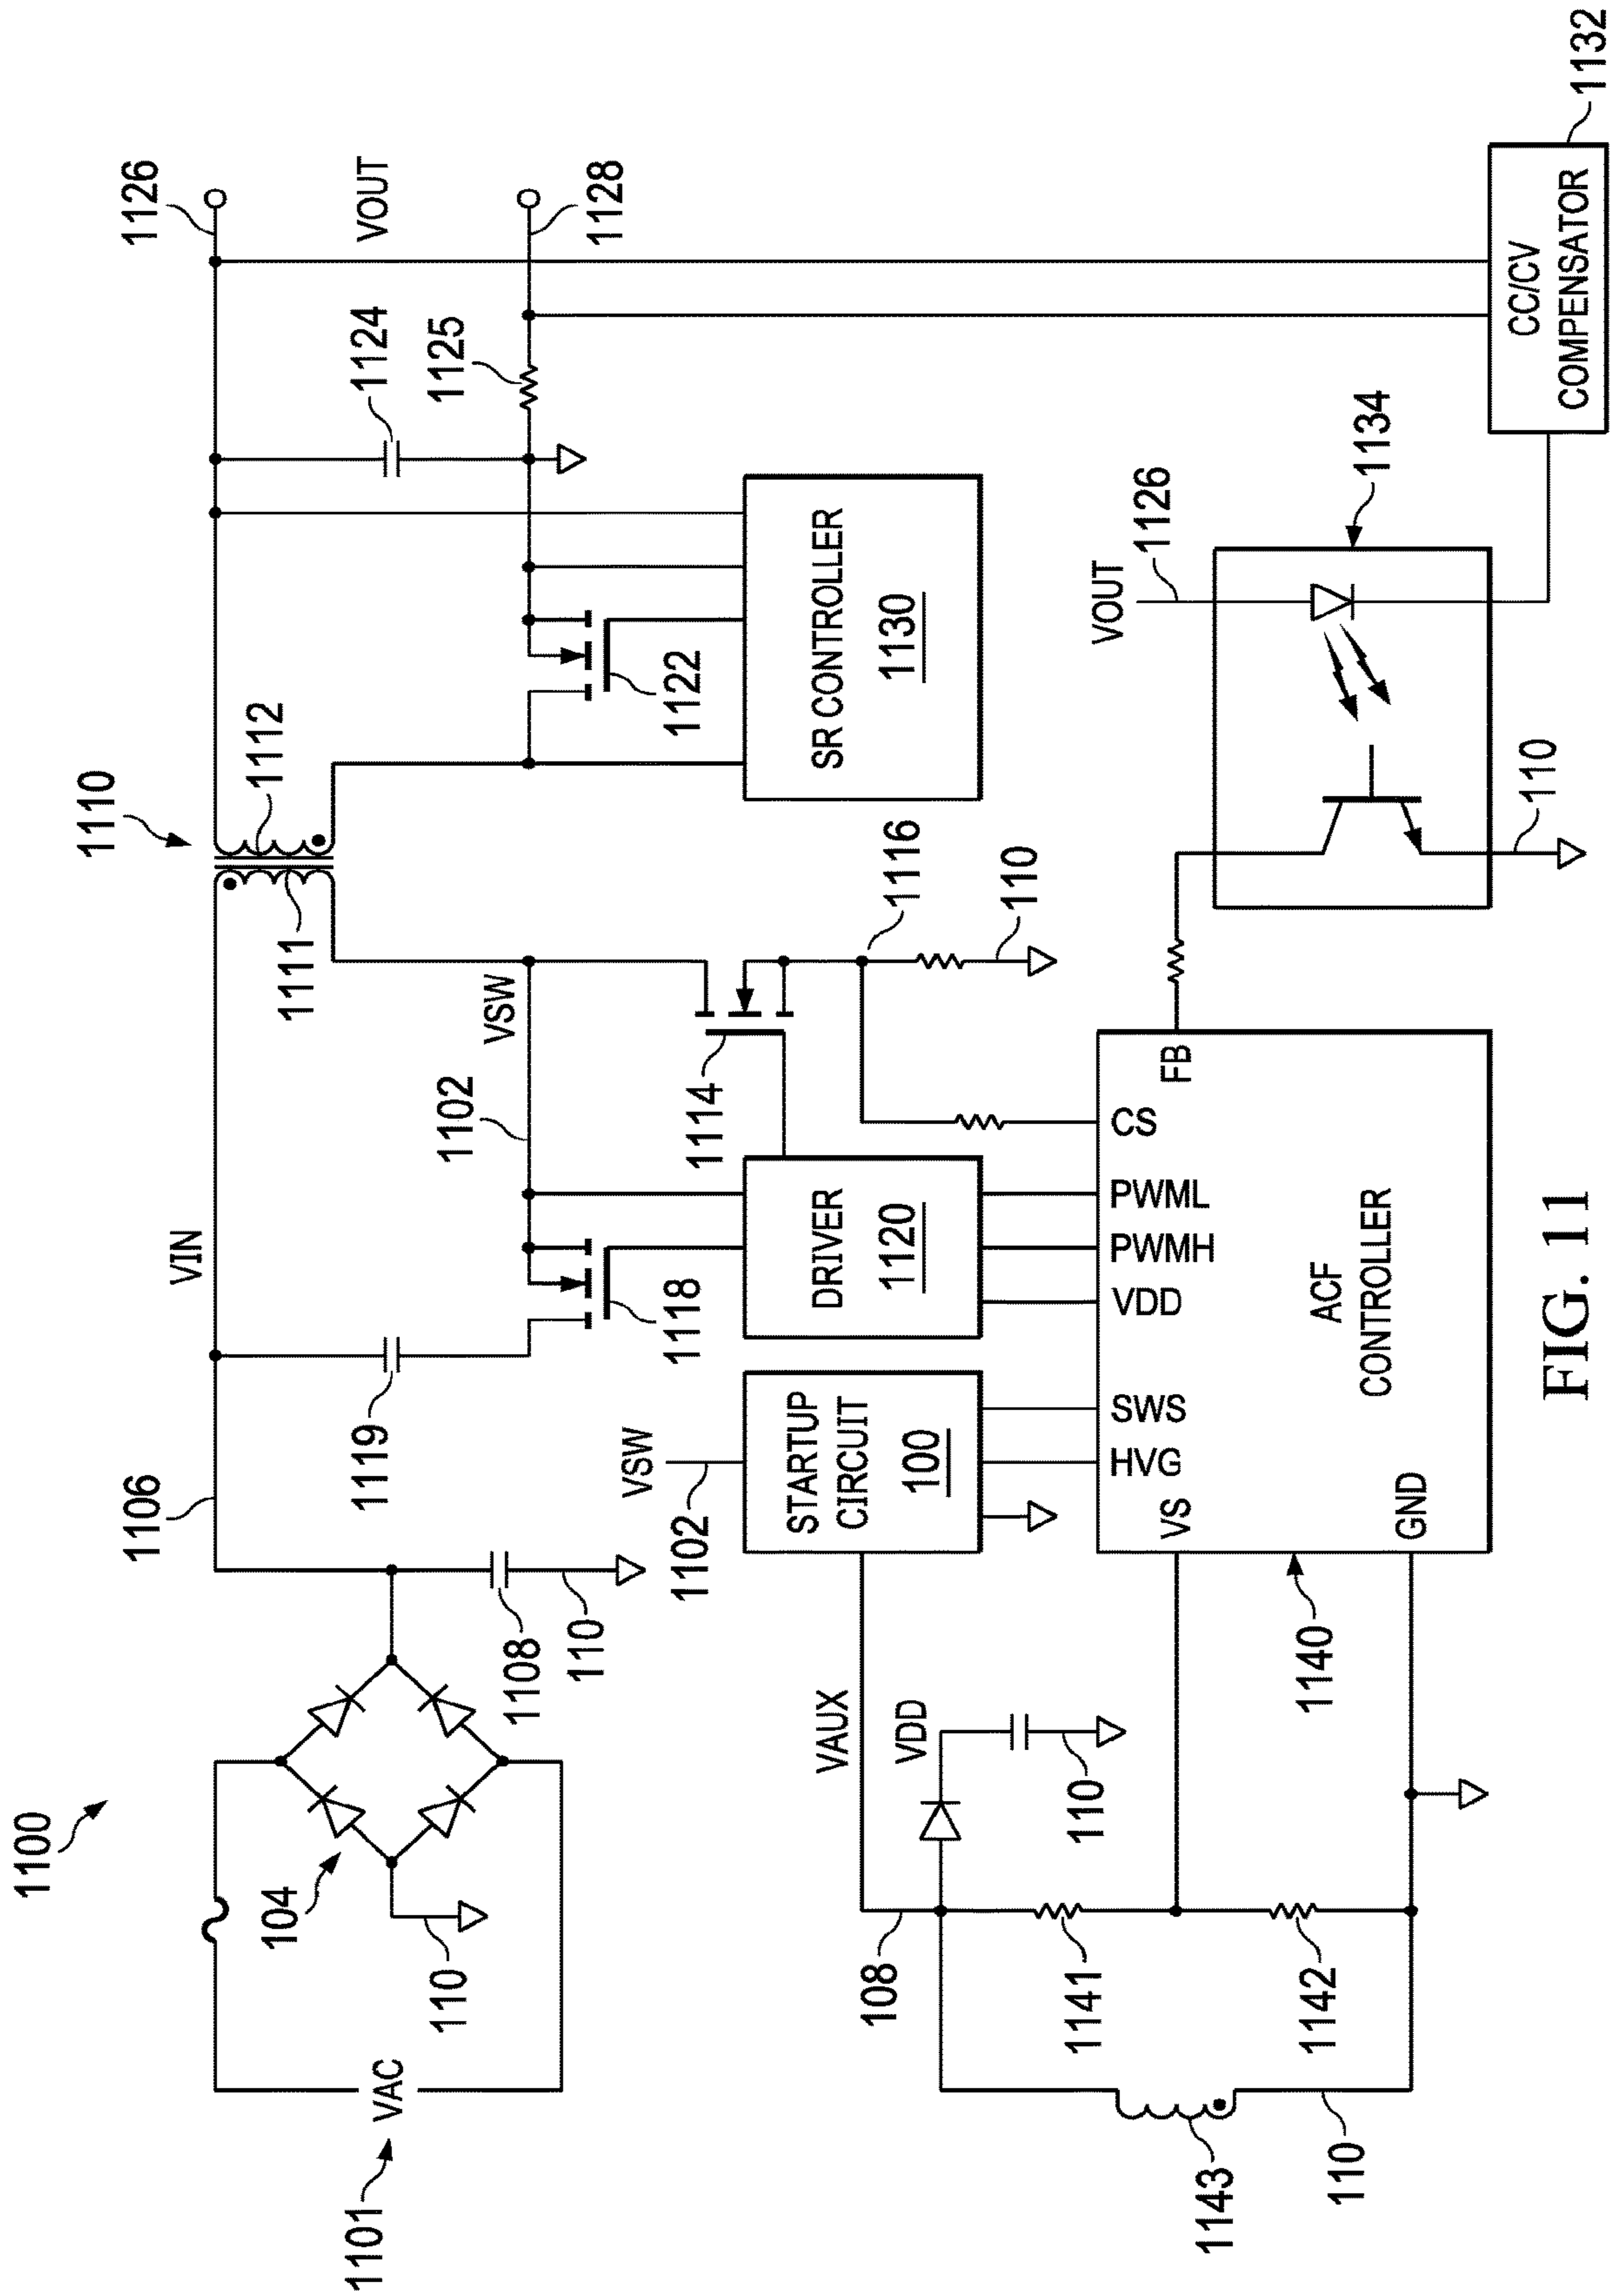 1100
1110
1126
1106
VIN
1112
1111
1124
VOUT
1125
1128
1119
1102
VSW
1122
1118
1114
1116
110
104
110
VAC
1101
1108
110
VSW
1102
STARTUP
CIRCUIT
100
DRIVER
1120
SR CONTROLLER
1130
VAUX
VDD
110
108
1141
1142
1143
110
HVG
SWS
VDD
PWMH
PWML
CS
VS
FB
GND
ACF
CONTROLLER
1140
VOUT
1126
1134
110
CC/CV
COMPENSATOR
1132
FIG. 11